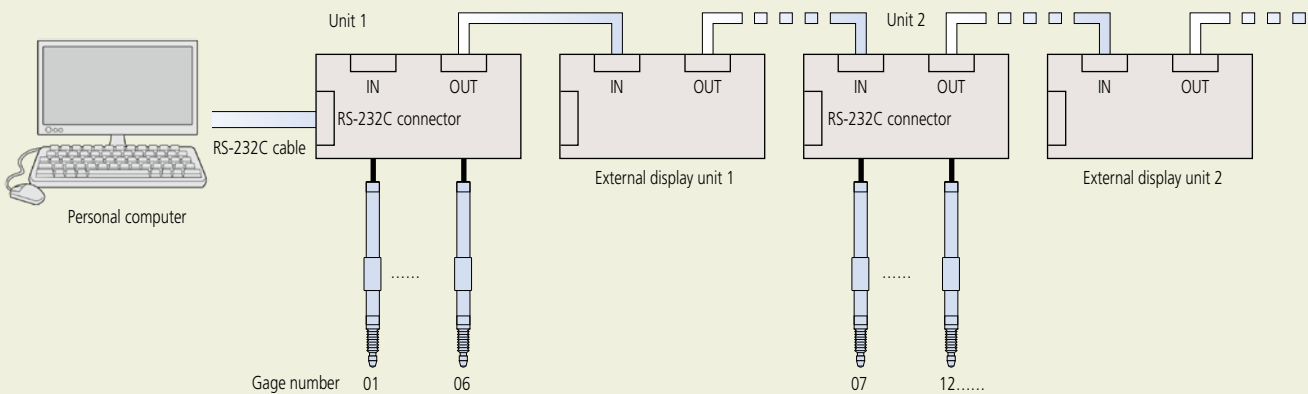 Unit 1
Unit 2
IN OUT
IN OUT
IN OUT
IN OUT
RS-232C connector
RS-232C connector
RS-232C cable
External display unit 1
External display unit 2
Personal computer
......
......
Gage number 01 06 07 12......